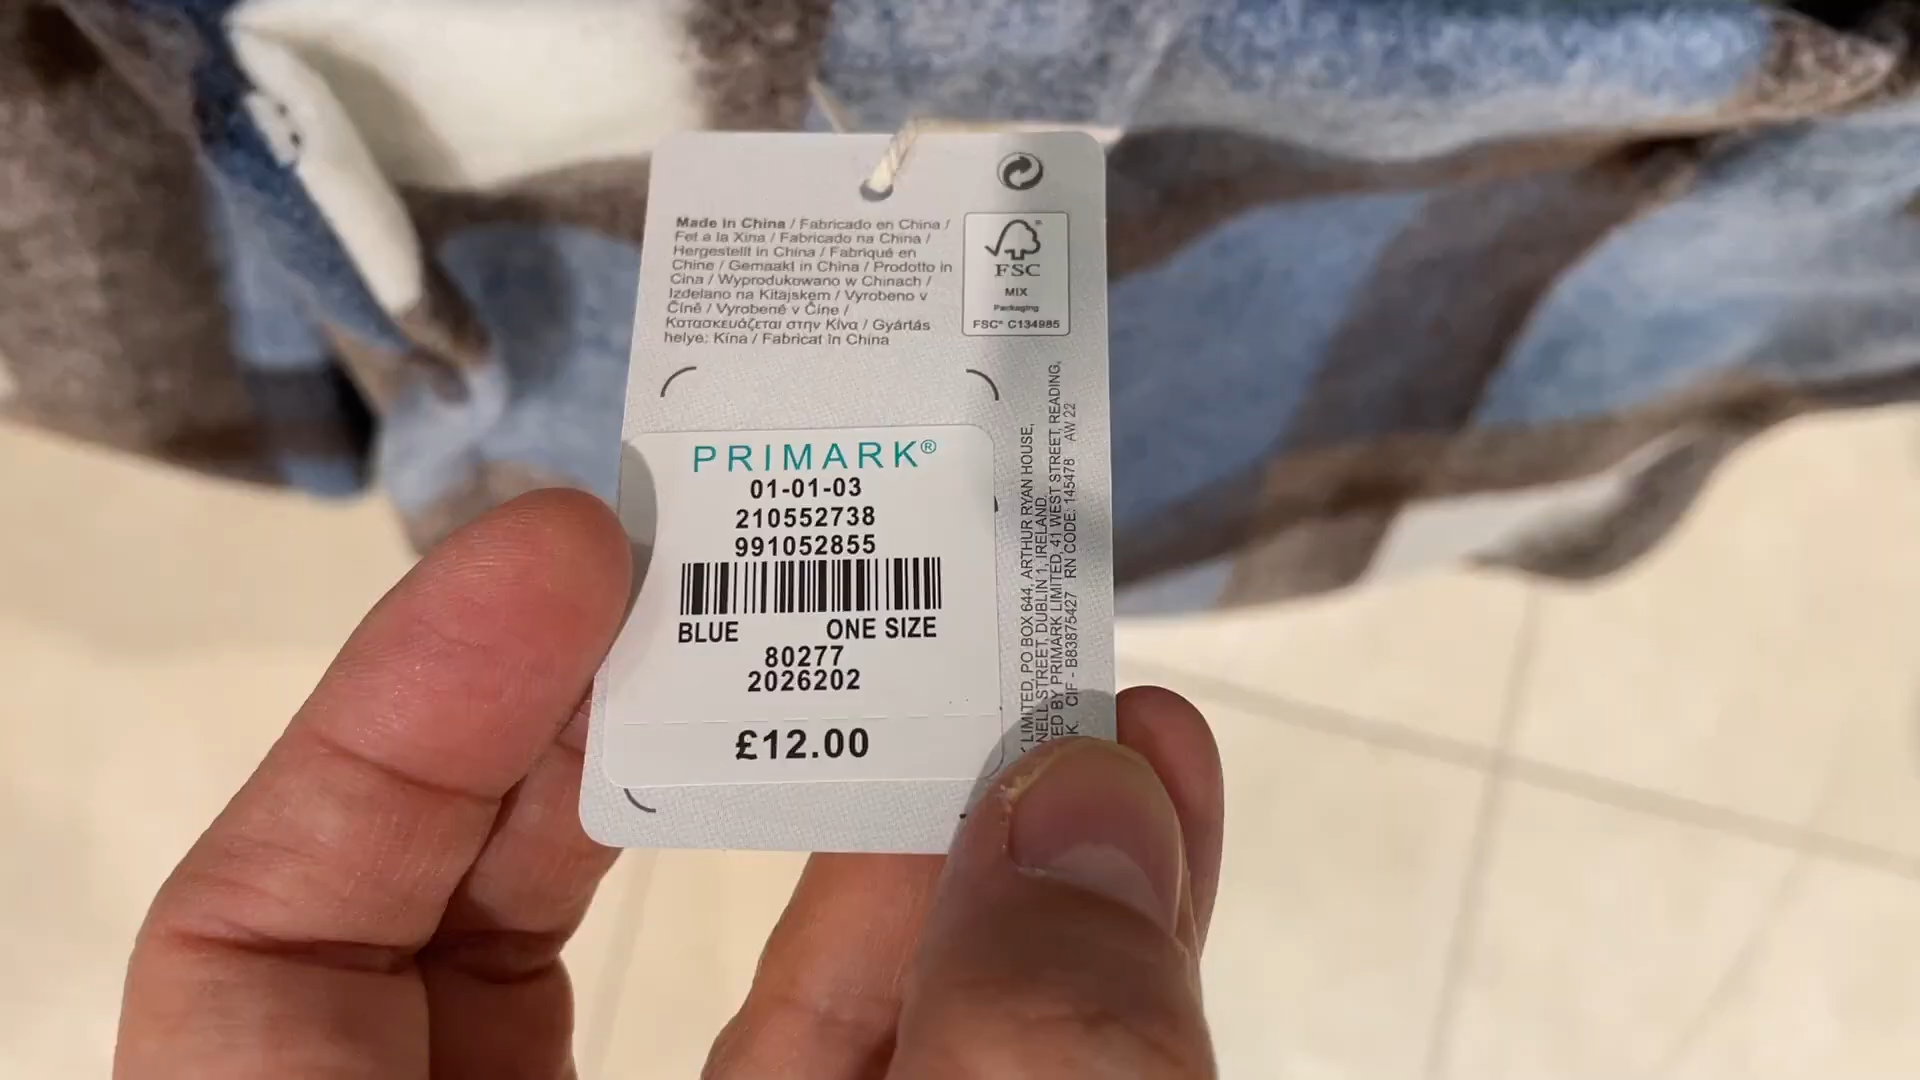 Made in China / Fabricado en China /
Fet a la Xina / Fabricado na China /
Hergestellt in China / Fabriqué en
Chine / Gemaakt in China / Prodotto in
Cina / Wyprodukowano w Chinach /
Izdelano na Kitajskem / Vyrobeno v
Číně / Vyrobené v Číne /
Κατασκευάζεται στην Κίνα / Gyártás
helye: Kína / Fabricat în China
FSC
MIX
Packaging
FSC® C134985
PRIMARK®
01-01-03
210552738
991052855
BLUE ONE SIZE
80277
2026202
£12.00
LIMITED, PO BOX 644, ARTHUR RYAN HOUSE,
STREET, DUBLIN 1, IRELAND.
BY PRIMARK LIMITED, 41 WEST STREET, READING,
CIF - B83875427 RN CODE: 145478 AW 22